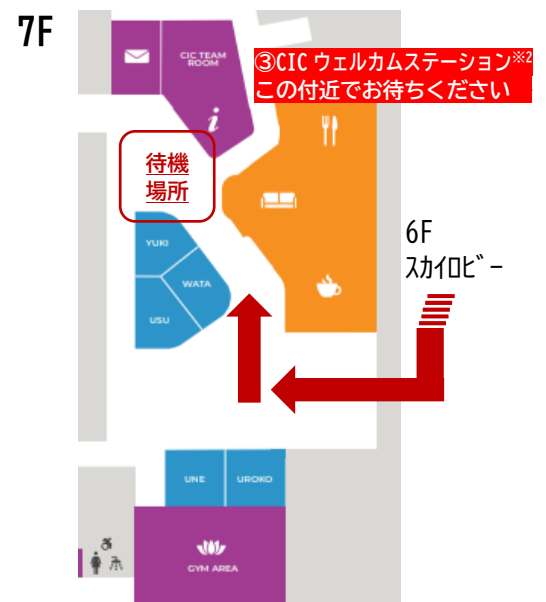 7F
CIC TEAM
ROOM
③CIC ウェルカムステーション※2
この付近でお待ちください
i
待機
場所
YUKI
WATA
USU
6F
スカイロビー
UNE
UROKO
GYM AREA